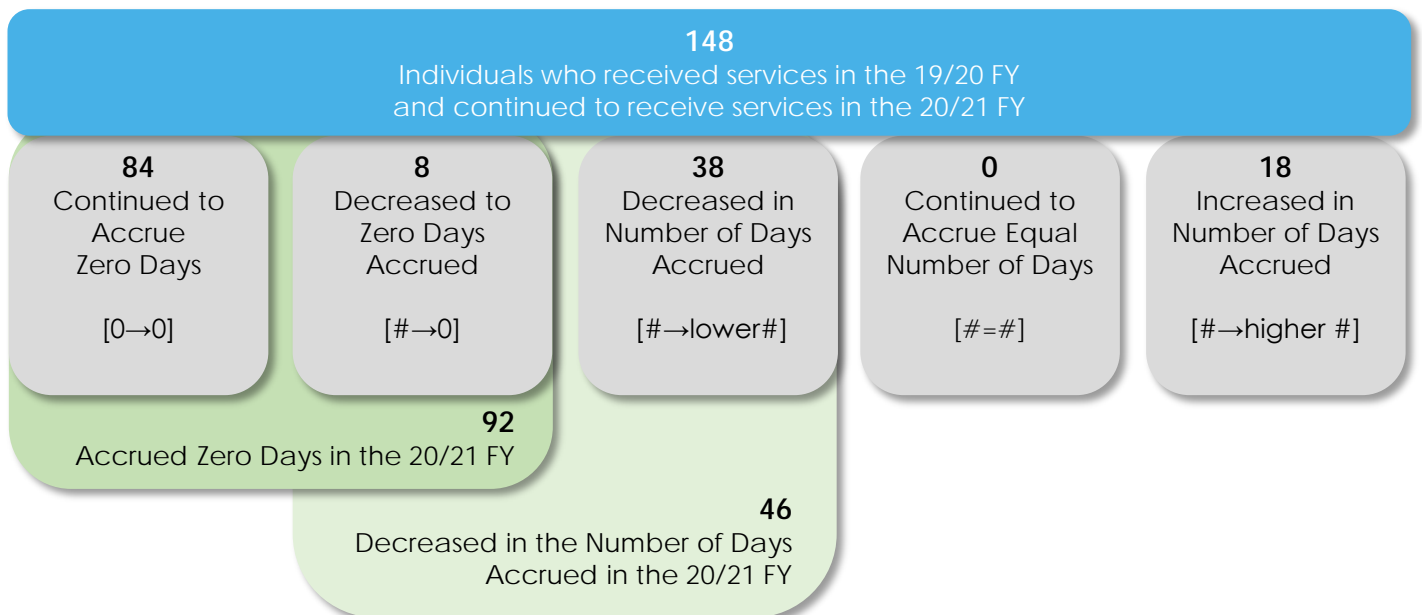 148
Individuals who received services in the 19/20 FY
and continued to receive services in the 20/21 FY
84
Continued to
Accrue
Zero Days
[0→0]
8
Decreased to
Zero Days
Accrued
[#→0]
38
Decreased in
Number of Days
Accrued
[#→lower#]
0
Continued to
Accrue Equal
Number of Days
[#=#]
18
Increased in
Number of Days
Accrued
[#→higher #]
92
Accrued Zero Days in the 20/21 FY
46
Decreased in the Number of Days
Accrued in the 20/21 FY